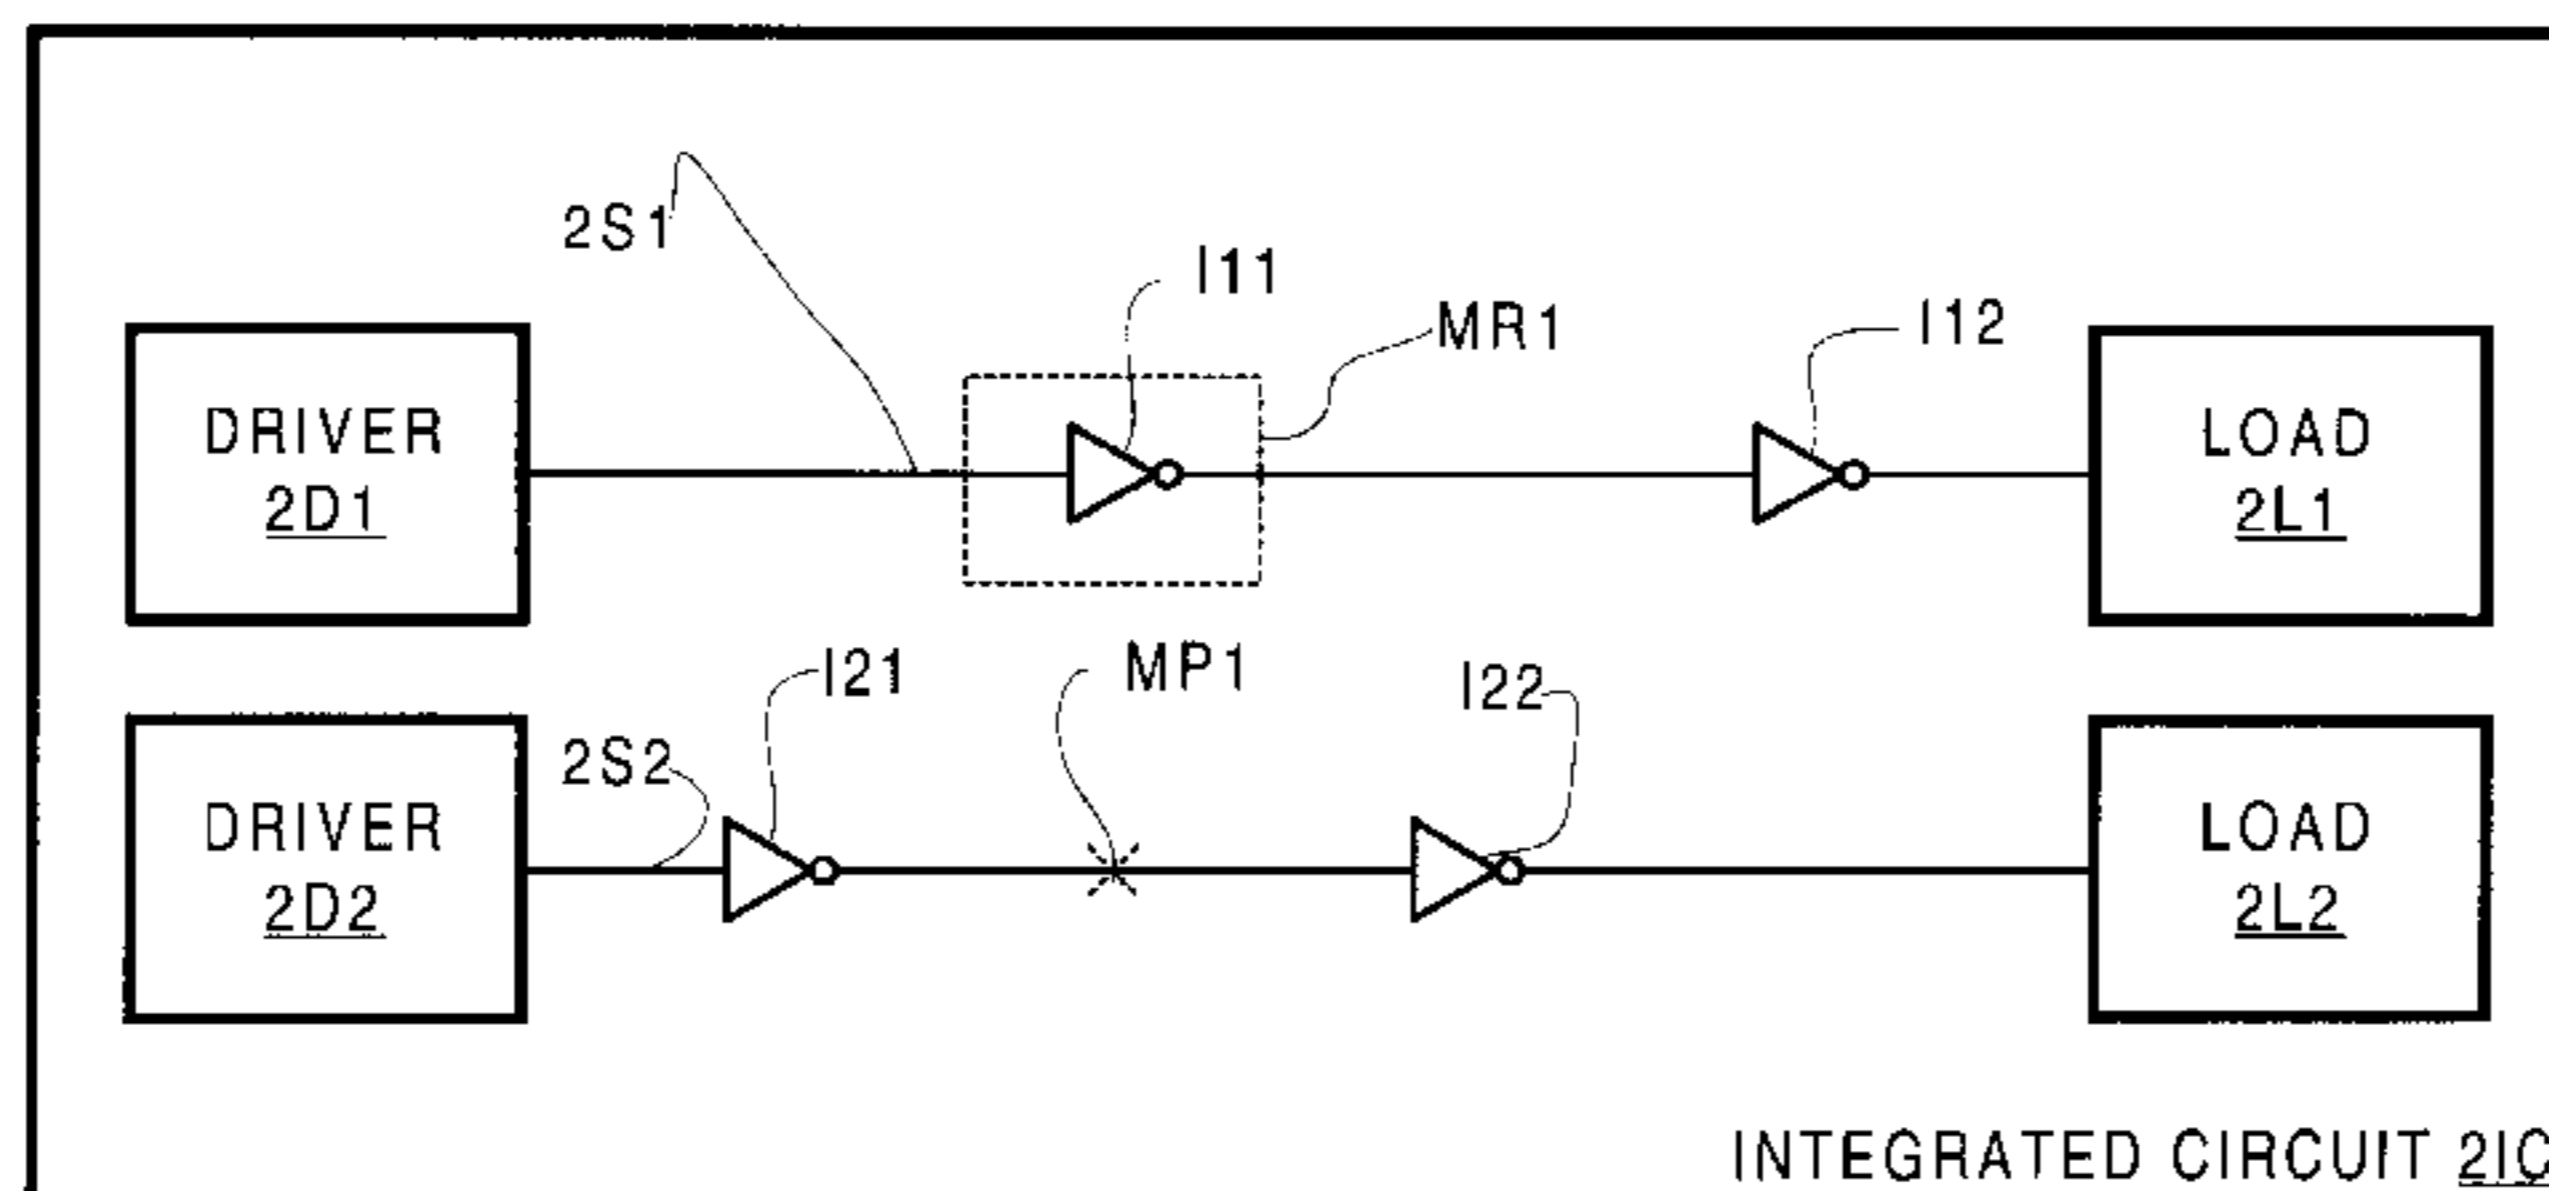 2S1
I11
MR1
I12
DRIVER
2D1
LOAD
2L1
I21
MP1
I22
2S2
DRIVER
2D2
LOAD
2L2
INTEGRATED CIRCUIT 2IC